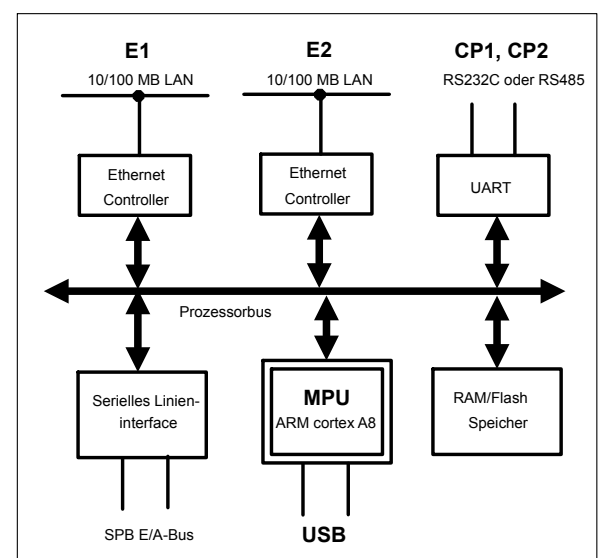 E1
E2
CP1, CP2
10/100 MB LAN
10/100 MB LAN
RS232C oder RS485
Ethernet
Controller
Ethernet
Controller
UART
Prozessorbus
Serielles Linien-
interface
MPU
ARM cortex A8
RAM/Flash
Speicher
SPB E/A-Bus
USB